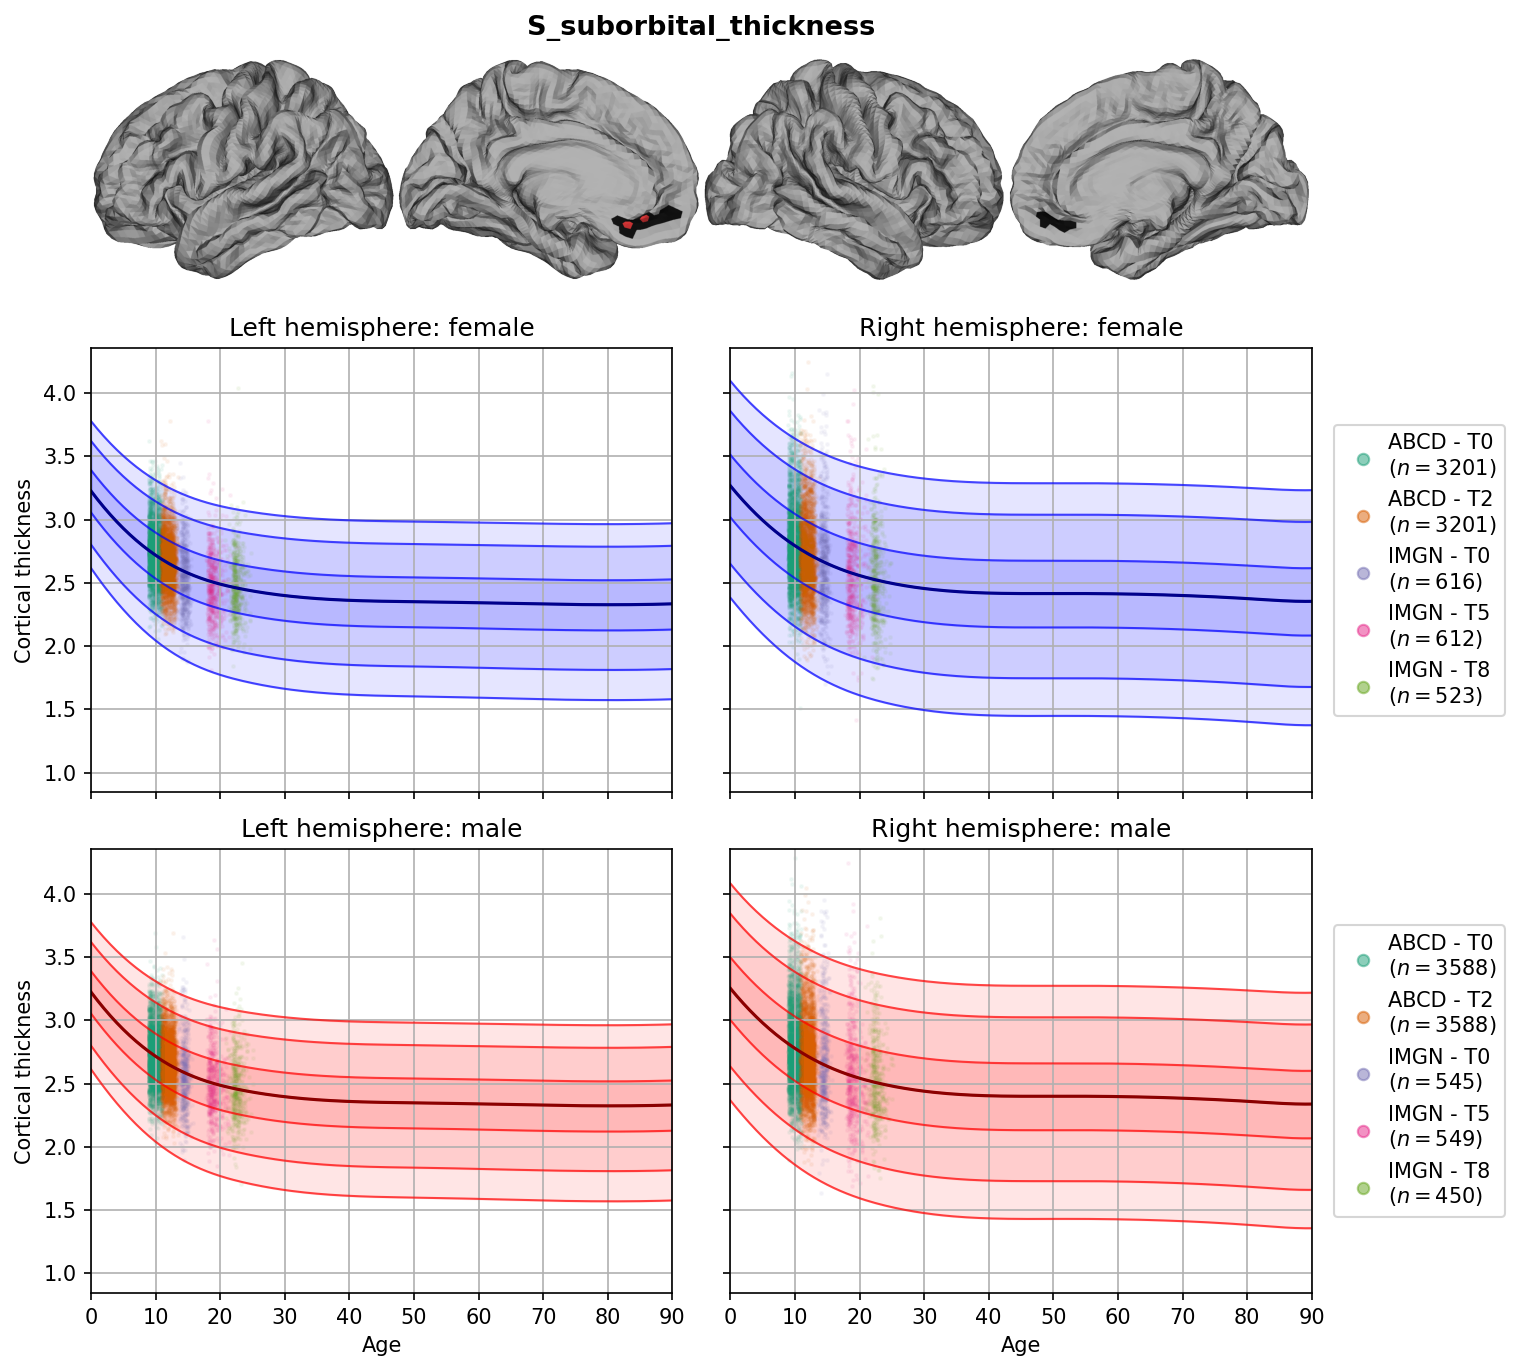 S_suborbital_thickness
Left hemisphere: female
Right hemisphere: female
Cortical thickness
4.0
3.5
3.0
2.5
2.0
1.5
1.0
ABCD - T0
(n = 3201)
ABCD - T2
(n = 3201)
IMGN - T0
(n = 616)
IMGN - T5
(n = 612)
IMGN - T8
(n = 523)
Left hemisphere: male
Right hemisphere: male
Cortical thickness
4.0
3.5
3.0
2.5
2.0
1.5
1.0
ABCD - T0
(n = 3588)
ABCD - T2
(n = 3588)
IMGN - T0
(n = 545)
IMGN - T5
(n = 549)
IMGN - T8
(n = 450)
0 10 20 30 40 50 60 70 80 90
0 10 20 30 40 50 60 70 80 90
Age
Age